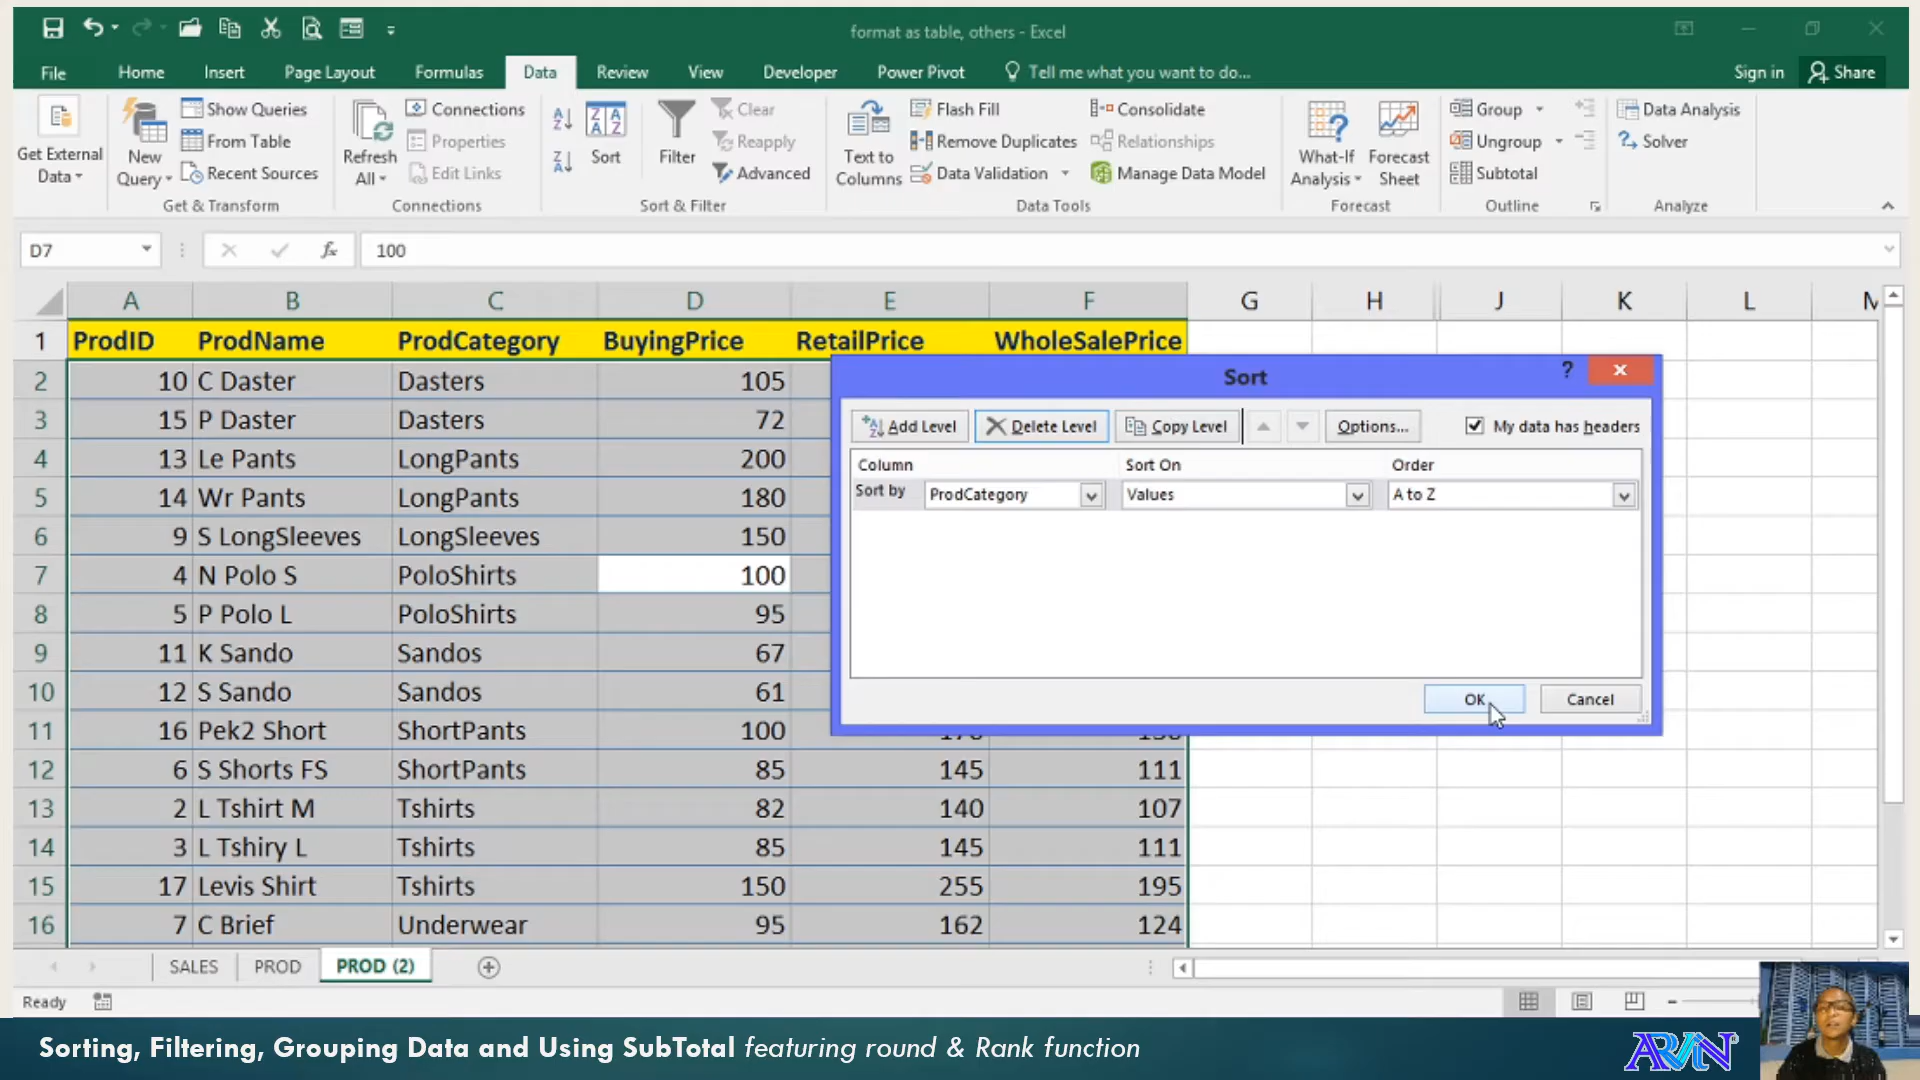 format as table, others - Excel
File Home Insert Page Layout Formulas Data Review View Developer Power Pivot Tell me what you want to do... Sign in Share
Get External Data
New Query
Show Queries
From Table
Recent Sources
Get & Transform
Refresh All
Connections
Properties
Edit Links
Connections
Sort
Filter
Clear
Reapply
Advanced
Sort & Filter
Text to Columns
Flash Fill
Remove Duplicates
Data Validation
Consolidate
Relationships
Manage Data Model
Data Tools
What-If Analysis
Forecast Sheet
Forecast
Group
Ungroup
Subtotal
Outline
Data Analysis
Solver
Analyze
D7 fx 100
A B C D E F G H J K L M
1 ProdID ProdName ProdCategory BuyingPrice RetailPrice WholeSalePrice
2 10 C Daster Dasters 105
3 15 P Daster Dasters 72
4 13 Le Pants LongPants 200
5 14 Wr Pants LongPants 180
6 9 S LongSleeves LongSleeves 150
7 4 N Polo S PoloShirts 100
8 5 P Polo L PoloShirts 95
9 11 K Sando Sandos 67
10 12 S Sando Sandos 61
11 16 Pek2 Short ShortPants 100
12 6 S Shorts FS ShortPants 85 145 111
13 2 L Tshirt M Tshirts 82 140 107
14 3 L Tshiry L Tshirts 85 145 111
15 17 Levis Shirt Tshirts 150 255 195
16 7 C Brief Underwear 95 162 124
Sort
?
Add Level Delete Level Copy Level Options... My data has headers
Column Sort On Order
Sort by ProdCategory Values A to Z
OK Cancel
SALES PROD PROD (2)
Ready
Sorting, Filtering, Grouping Data and Using SubTotal featuring round & Rank function
ARVN